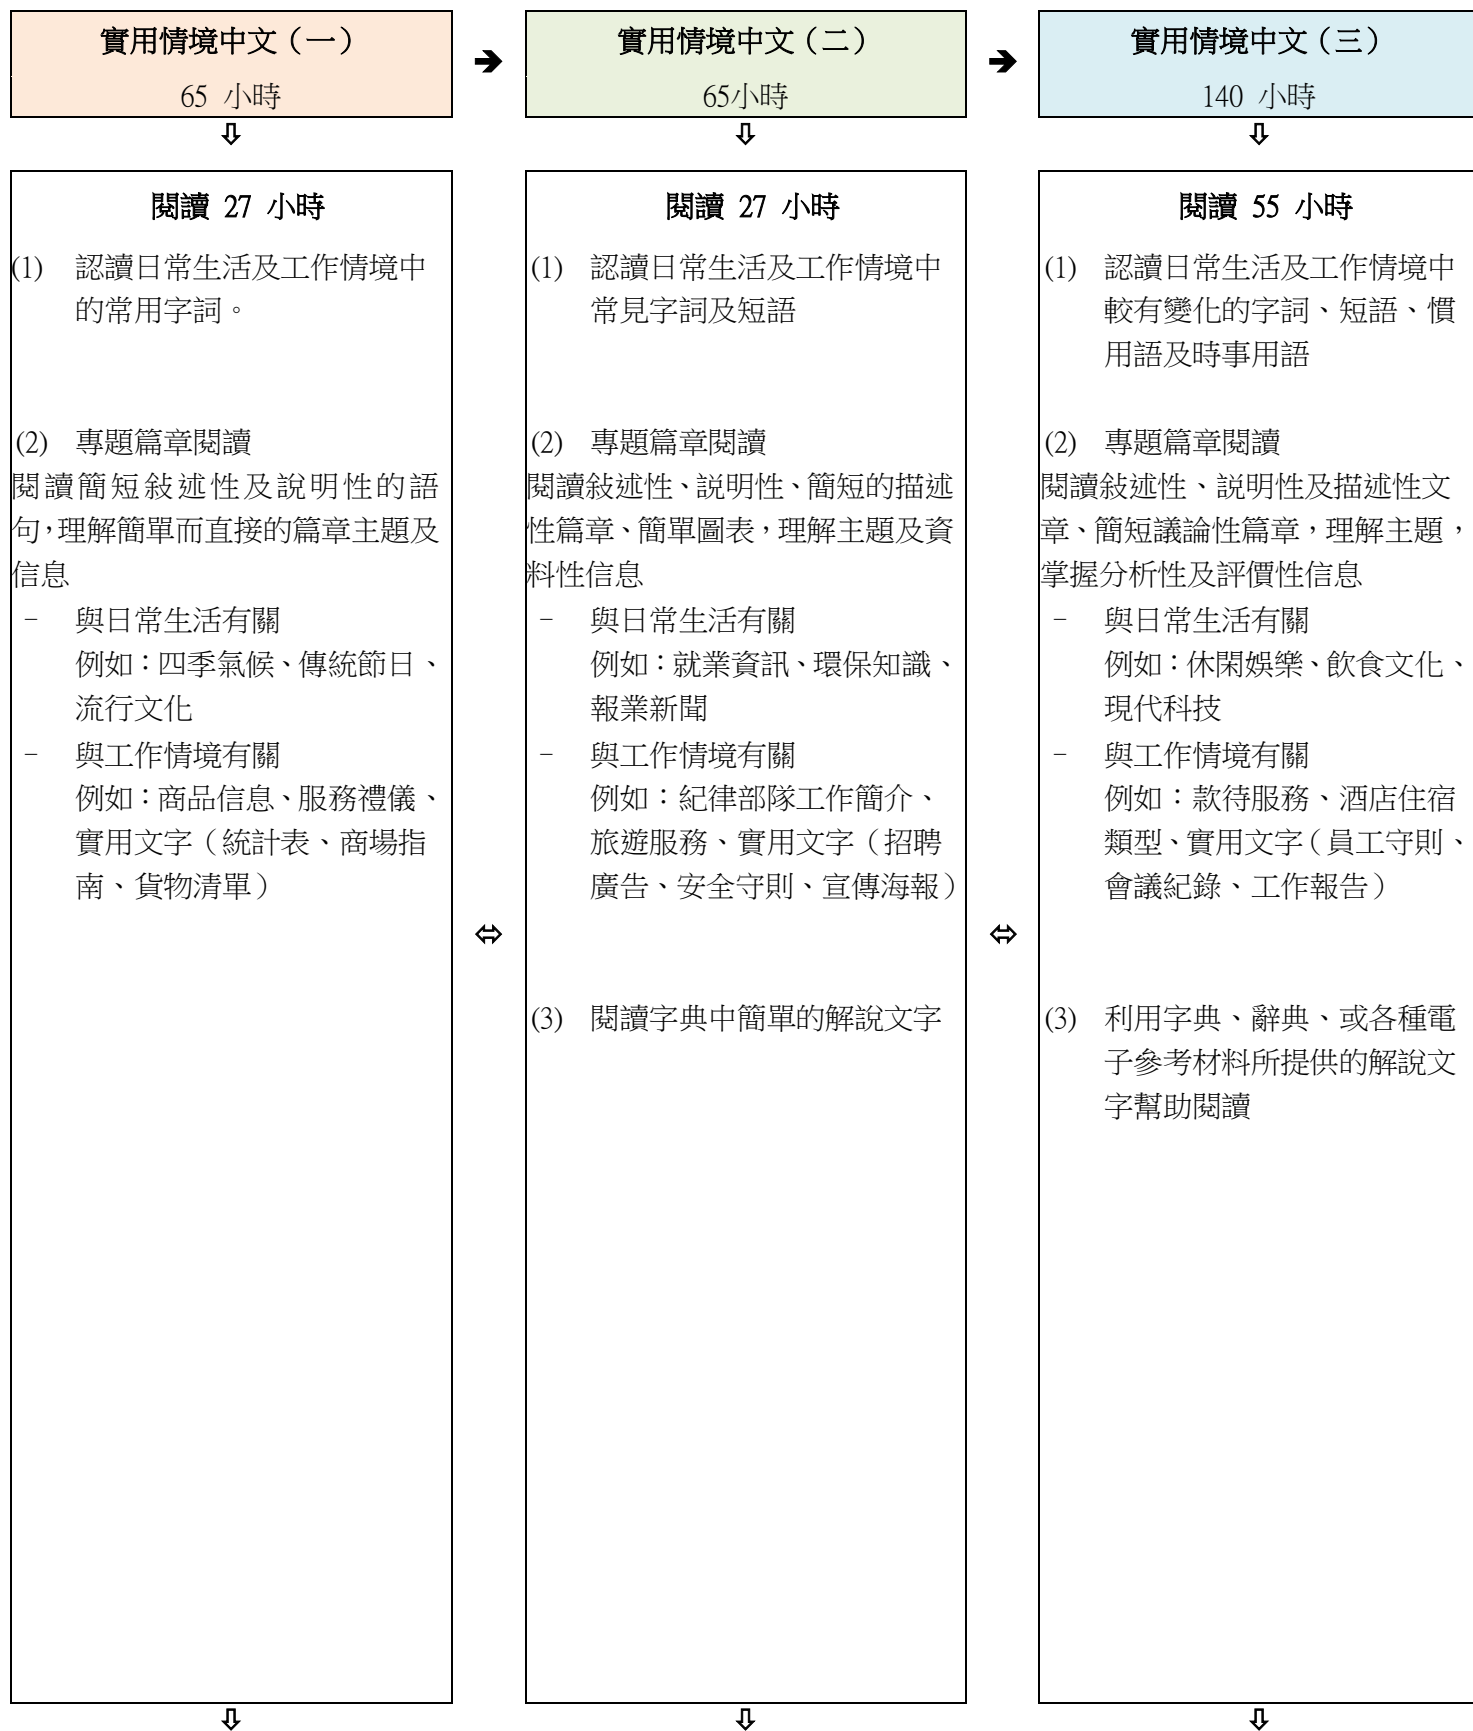 實用情境中文（一）
65 小時
➔
實用情境中文（二）
65小時
➔
實用情境中文（三）
140 小時
⇩
⇩
⇩
閱讀 27 小時
(1) 認讀日常生活及工作情境中
的常用字詞。
(2) 專題篇章閱讀
閱讀簡短敍述性及說明性的語
句，理解簡單而直接的篇章主題及
信息
- 與日常生活有關
例如：四季氣候、傳統節日、
流行文化
- 與工作情境有關
例如：商品信息、服務禮儀、
實用文字（統計表、商場指
南、貨物清單）
⇔
閱讀 27 小時
(1) 認讀日常生活及工作情境中
常見字詞及短語
(2) 專題篇章閱讀
閱讀敍述性、說明性、簡短的描述
性篇章、簡單圖表，理解主題及資
料性信息
- 與日常生活有關
例如：就業資訊、環保知識、
報業新聞
- 與工作情境有關
例如：紀律部隊工作簡介、
旅遊服務、實用文字（招聘
廣告、安全守則、宣傳海報）
(3) 閱讀字典中簡單的解說文字
⇔
閱讀 55 小時
(1) 認讀日常生活及工作情境中
較有變化的字詞、短語、慣
用語及時事用語
(2) 專題篇章閱讀
閱讀敍述性、說明性及描述性文
章、簡短議論性篇章，理解主題，
掌握分析性及評價性信息
- 與日常生活有關
例如：休閑娛樂、飲食文化、
現代科技
- 與工作情境有關
例如：款待服務、酒店住宿
類型、實用文字（員工守則、
會議紀錄、工作報告）
(3) 利用字典、辭典、或各種電
子參考材料所提供的解說文
字幫助閱讀
⇩
⇩
⇩